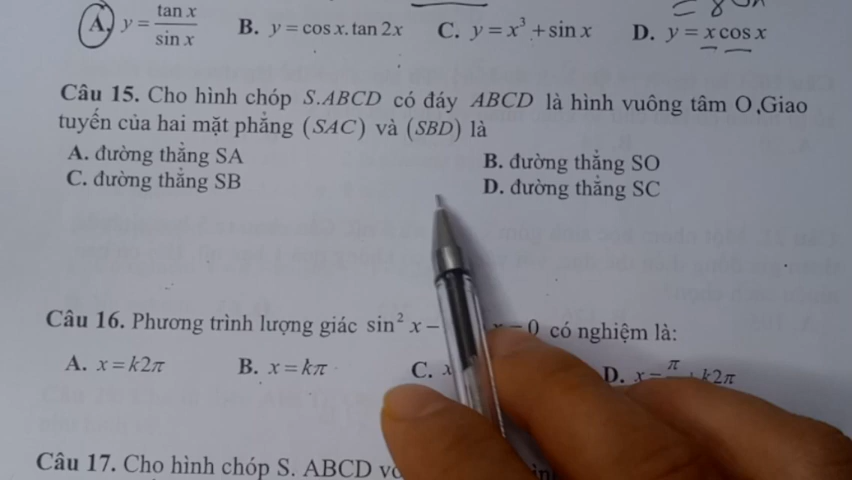 A. y = tan x / sin x B. y = cos x. tan 2x C. y = x³ + sin x D. y = x cos x
Câu 15. Cho hình chóp S.ABCD có đáy ABCD là hình vuông tâm O,Giao
tuyến của hai mặt phẳng (SAC) và (SBD) là
A. đường thẳng SA B. đường thẳng SO
C. đường thẳng SB D. đường thẳng SC
Câu 16. Phương trình lượng giác sin² x − = 0 có nghiệm là:
A. x = k2π B. x = kπ C. x D. x = π + k2π
Câu 17. Cho hình chóp S. ABCD